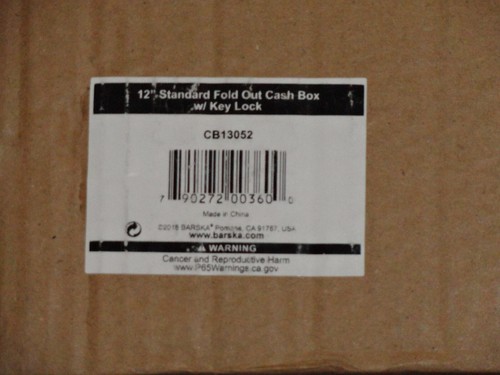 12" Standard Fold Out Cash Box
w/ Key Lock
CB13052
7 90272 00360 0
Made in China
©2018 BARSKA® Pomona, CA 91767, USA
www.barska.com
⚠ WARNING
Cancer and Reproductive Harm
www.P65Warnings.ca.gov